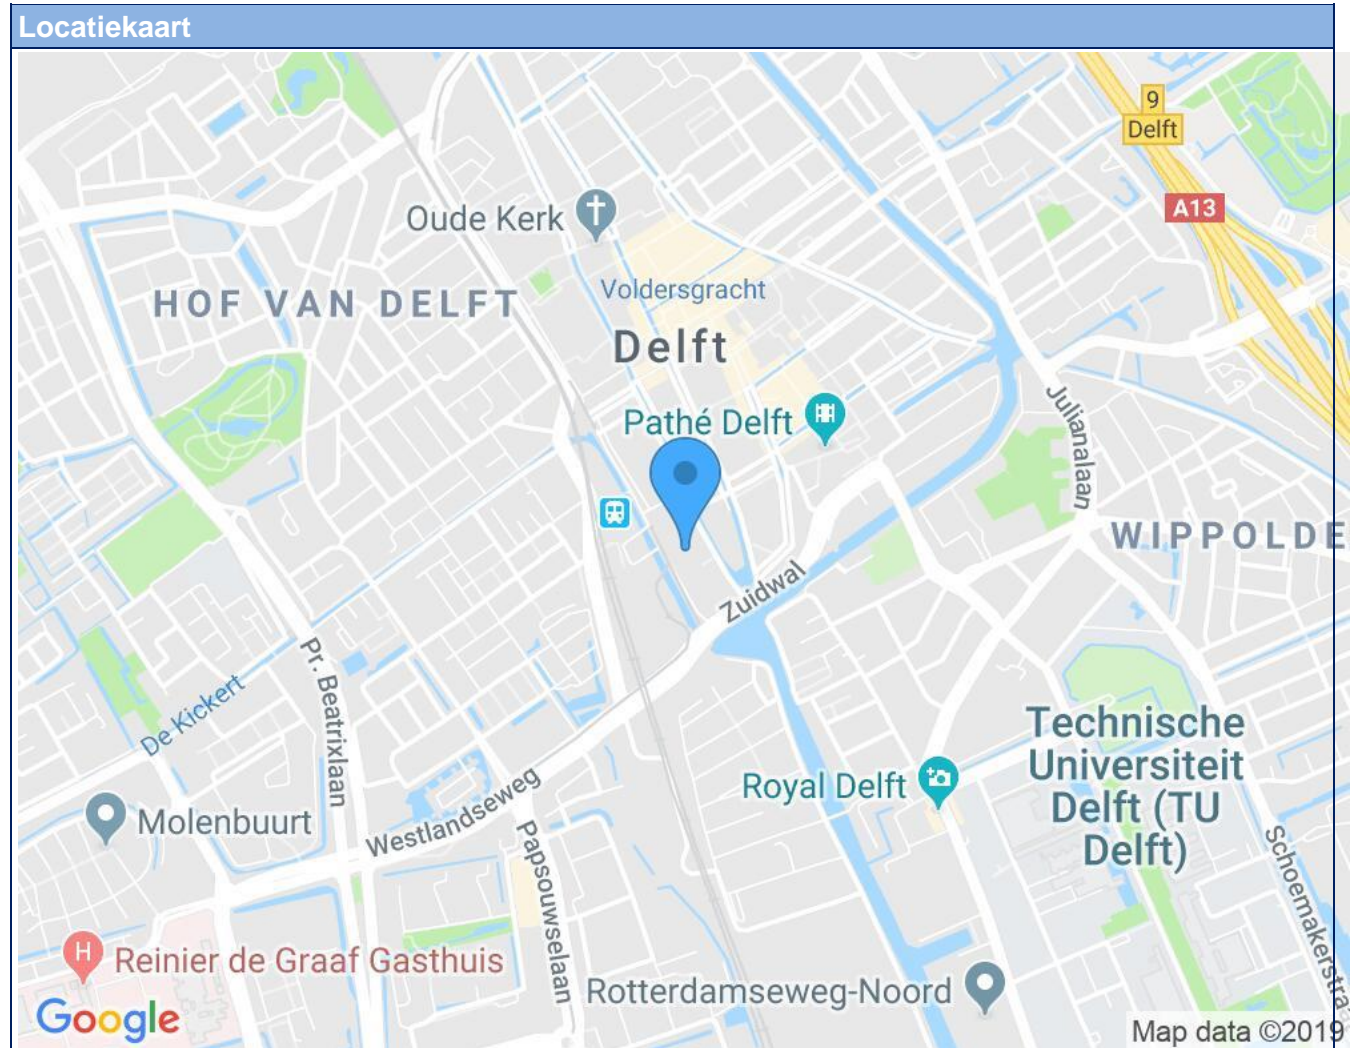 Locatiekaart
9
Delft
A13
Oude Kerk
Voldersgracht
HOF VAN DELFT
Delft
Pathé Delft
Julianalaan
WIPPOLDE
Zuidwal
Pr. Beatrixlaan
De Kickert
Technische
Universiteit
Delft (TU
Delft)
Royal Delft
Westlandseweg
Molenbuurt
Papsouwselaan
Schoemakerstra
H
Reinier de Graaf Gasthuis
Rotterdamseweg-Noord
Google
Map data ©2019